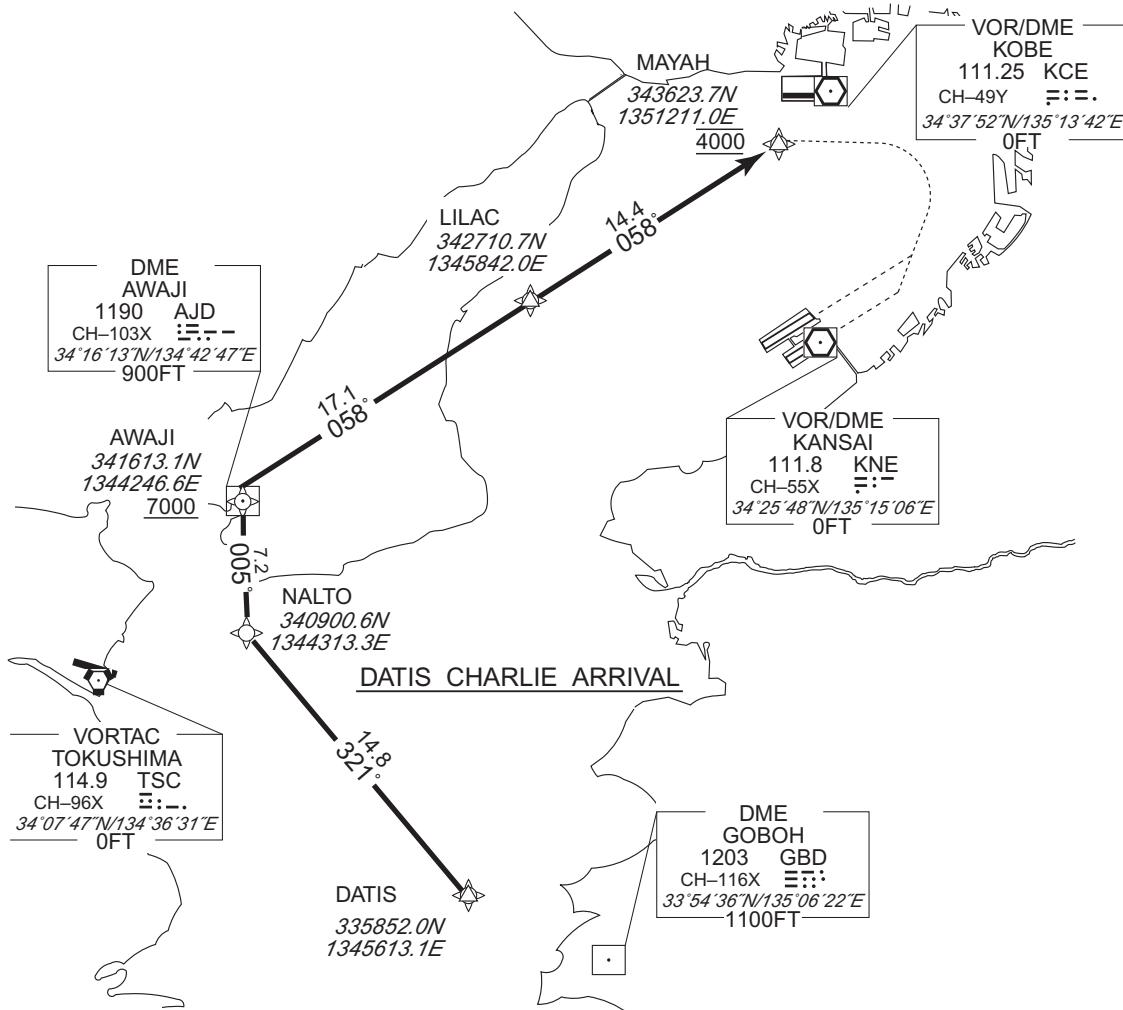 VOR/DME
KOBE
111.25 KCE
CH–49Y
34°37´52˝N/135°13´42˝E
0FT
MAYAH
343623.7N
1351211.0E
4000
14.4
058°
LILAC
342710.7N
1345842.0E
DME
AWAJI
1190 AJD
CH–103X
34°16´13˝N/134°42´47˝E
900FT
17.1
058°
AWAJI
341613.1N
1344246.6E
7000
VOR/DME
KANSAI
111.8 KNE
CH–55X
34°25´48˝N/135°15´06˝E
0FT
7.2
005°
NALTO
340900.6N
1344313.3E
DATIS CHARLIE ARRIVAL
VORTAC
TOKUSHIMA
114.9 TSC
CH–96X
34°07´47˝N/134°36´31˝E
0FT
14.8
321°
DME
GOBOH
1203 GBD
CH–116X
33°54´36˝N/135°06´22˝E
1100FT
DATIS
335852.0N
1345613.1E